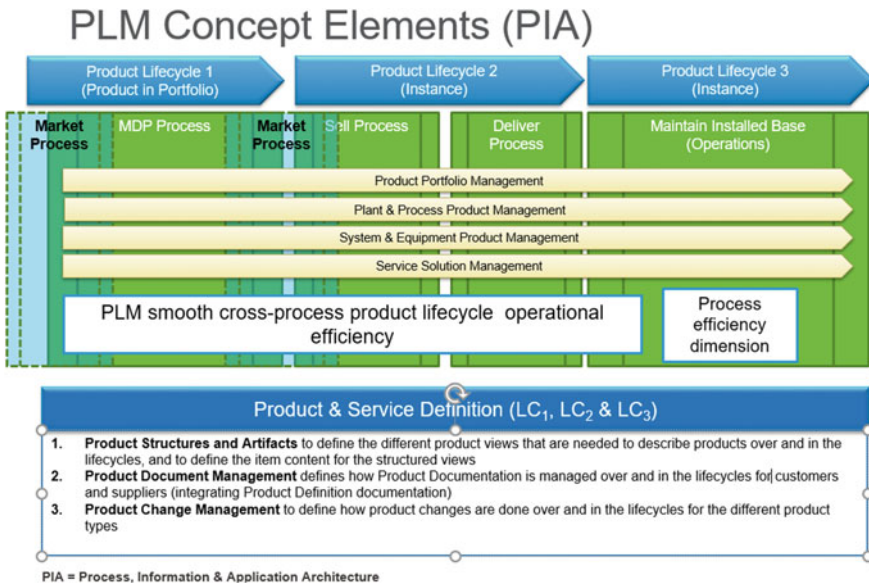 PLM Concept Elements (PIA)
Product Lifecycle 1
(Product in Portfolio)
Product Lifecycle 2
(Instance)
Product Lifecycle 3
(Instance)
Market
Process
MDP Process
Market
Process
Sell Process
Deliver
Process
Maintain Installed Base
(Operations)
Product Portfolio Management
Plant & Process Product Management
System & Equipment Product Management
Service Solution Management
PLM smooth cross-process product lifecycle operational
efficiency
Process
efficiency
dimension
Product & Service Definition (LC₁, LC₂ & LC₃)
1. Product Structures and Artifacts to define the different product views that are needed to describe products over and in the
lifecycles, and to define the item content for the structured views
2. Product Document Management defines how Product Documentation is managed over and in the lifecycles for customers
and suppliers (integrating Product Definition documentation)
3. Product Change Management to define how product changes are done over and in the lifecycles for the different product
types
PIA = Process, Information & Application Architecture